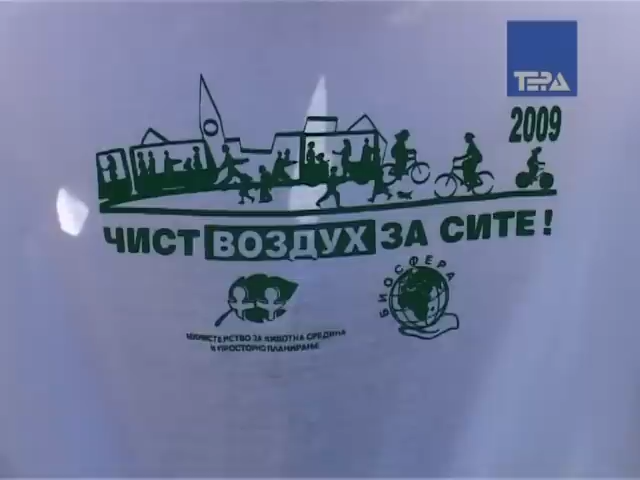 ТЕРА
2009
ЧИСТ ВОЗДУХ ЗА СИТЕ!
БИОСФЕРА
МИНИСТЕРСТВО ЗА ЖИВОТНА СРЕДИНА
И ПРОСТОРНО ПЛАНИРАЊЕ